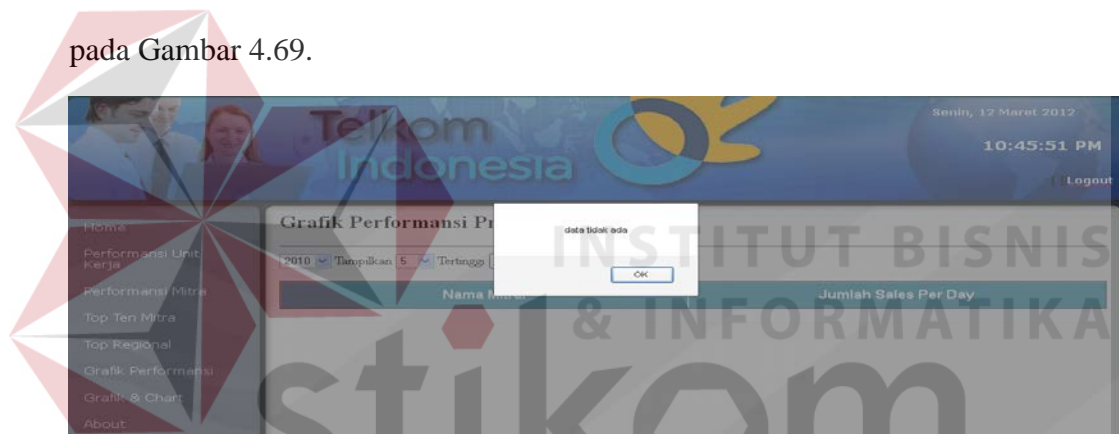 pada Gambar 4.69.
Telkom
Indonesia
Senin, 12 Maret 2012
10:45:51 PM
Logout
Home
Performansi Unit
Kerja
Performansi Mitra
Top Ten Mitra
Top Regional
Grafik Performansi
Grafik & Chart
About
Grafik Performansi
2010 Tampilkan 5 Tertinggi
data tidak ada
OK
Nama
Jumlah Sales Per Day
INSTITUT BISNIS
& INFORMATIKA
stikom